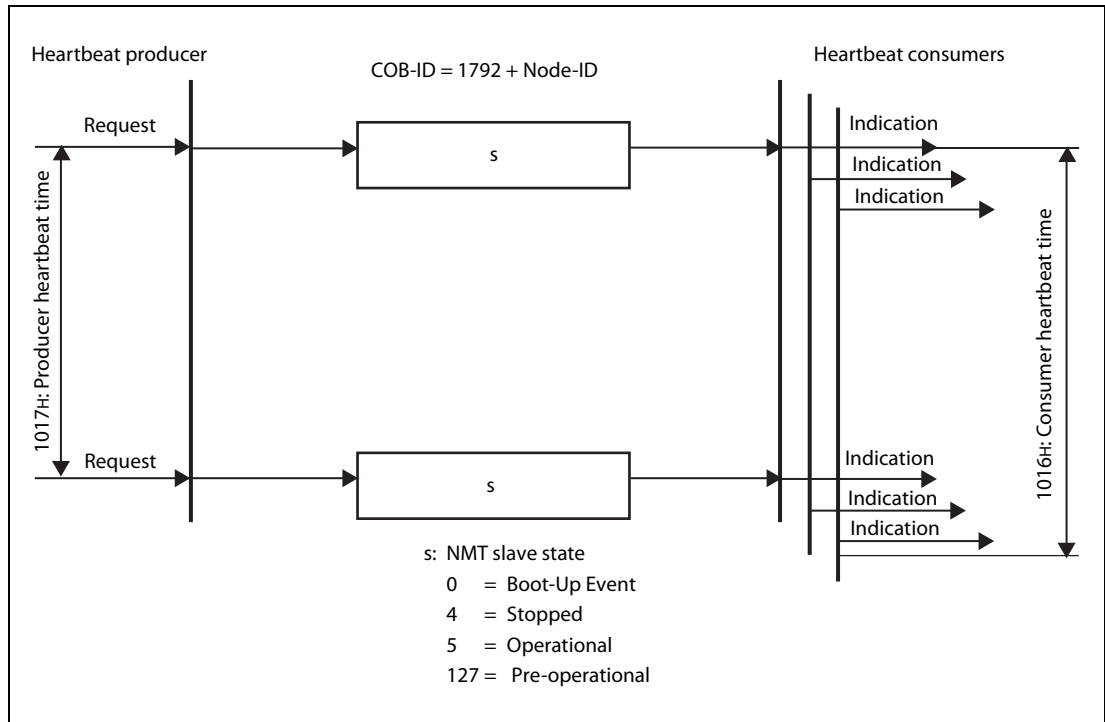 Heartbeat producer
COB-ID = 1792 + Node-ID
Heartbeat consumers
Request
s
Indication
Indication
Indication
1017H: Producer heartbeat time
1016H: Consumer heartbeat time
Request
s
Indication
Indication
Indication
s: NMT slave state
0 = Boot-Up Event
4 = Stopped
5 = Operational
127 = Pre-operational